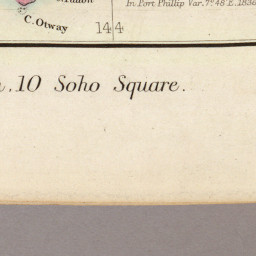 In Port Phillip Var. 7° 48' E. 1836
C. Otway
144
10 Soho Square.